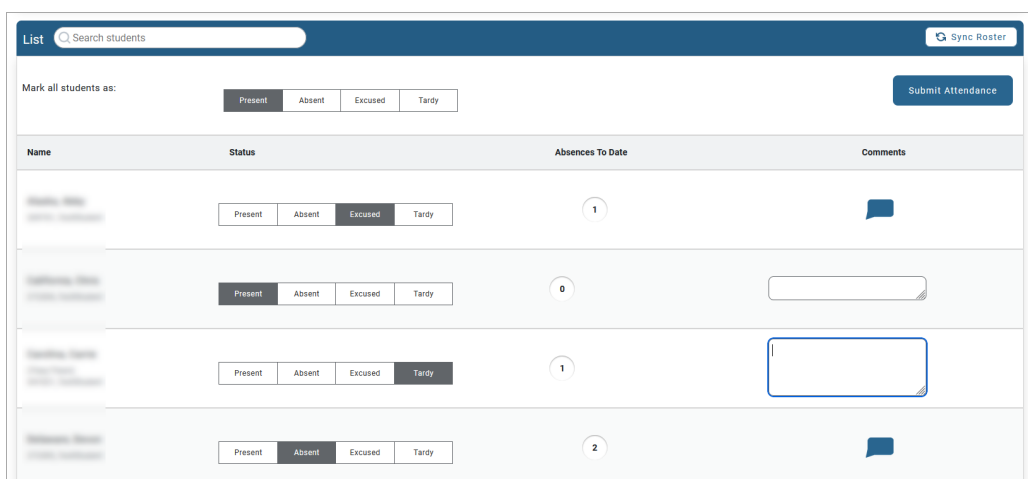 List Search students Sync Roster
Mark all students as: Present Absent Excused Tardy Submit Attendance
Name Status Absences To Date Comments
Present Absent Excused Tardy 1
Present Absent Excused Tardy 0
Present Absent Excused Tardy 1
Present Absent Excused Tardy 2